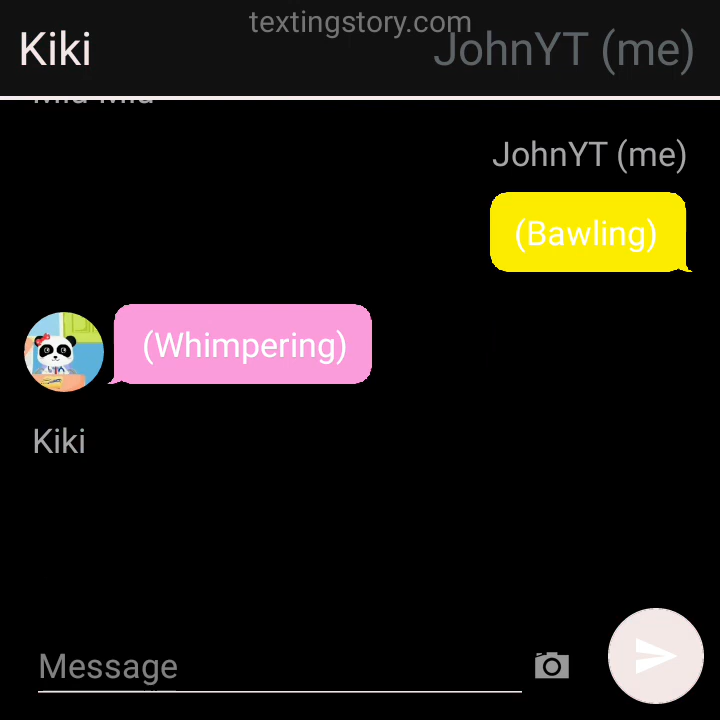 textingstory.com
Kiki
JohnYT (me)
JohnYT (me)
(Bawling)
(Whimpering)
Kiki
Message